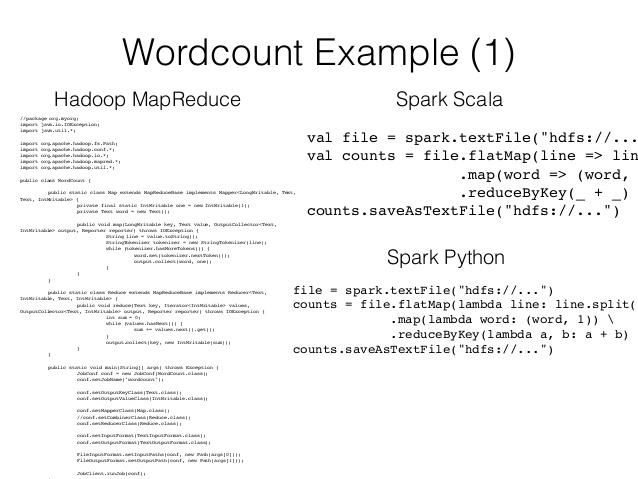 Wordcount Example (1)
Hadoop MapReduce
//package org.myorg;
import java.io.IOException;
import java.util.*;
import org.apache.hadoop.fs.Path;
import org.apache.hadoop.conf.*;
import org.apache.hadoop.io.*;
import org.apache.hadoop.mapred.*;
import org.apache.hadoop.util.*;
public class WordCount {
public static class Map extends MapReduceBase implements Mapper<LongWritable, Text,
Text, IntWritable> {
private final static IntWritable one = new IntWritable(1);
private Text word = new Text();
public void map(LongWritable key, Text value, OutputCollector<Text,
IntWritable> output, Reporter reporter) throws IOException {
String line = value.toString();
StringTokenizer tokenizer = new StringTokenizer(line);
while (tokenizer.hasMoreTokens()) {
word.set(tokenizer.nextToken());
output.collect(word, one);
}
}
}
public static class Reduce extends MapReduceBase implements Reducer<Text,
IntWritable, Text, IntWritable> {
public void reduce(Text key, Iterator<IntWritable> values,
OutputCollector<Text, IntWritable> output, Reporter reporter) throws IOException {
int sum = 0;
while (values.hasNext()) {
sum += values.next().get();
}
output.collect(key, new IntWritable(sum));
}
}
public static void main(String[] args) throws Exception {
JobConf conf = new JobConf(WordCount.class);
conf.setJobName("wordcount");
conf.setOutputKeyClass(Text.class);
conf.setOutputValueClass(IntWritable.class);
conf.setMapperClass(Map.class);
//conf.setCombinerClass(Reduce.class);
conf.setReducerClass(Reduce.class);
conf.setInputFormat(TextInputFormat.class);
conf.setOutputFormat(TextOutputFormat.class);
FileInputFormat.setInputPaths(conf, new Path(args[0]));
FileOutputFormat.setOutputPath(conf, new Path(args[1]));
JobClient.runJob(conf);
Spark Scala
val file = spark.textFile("hdfs://...
val counts = file.flatMap(line => lin
.map(word => (word,
.reduceByKey(_ + _)
counts.saveAsTextFile("hdfs://...")
Spark Python
file = spark.textFile("hdfs://...")
counts = file.flatMap(lambda line: line.split(
.map(lambda word: (word, 1)) \
.reduceByKey(lambda a, b: a + b)
counts.saveAsTextFile("hdfs://...")